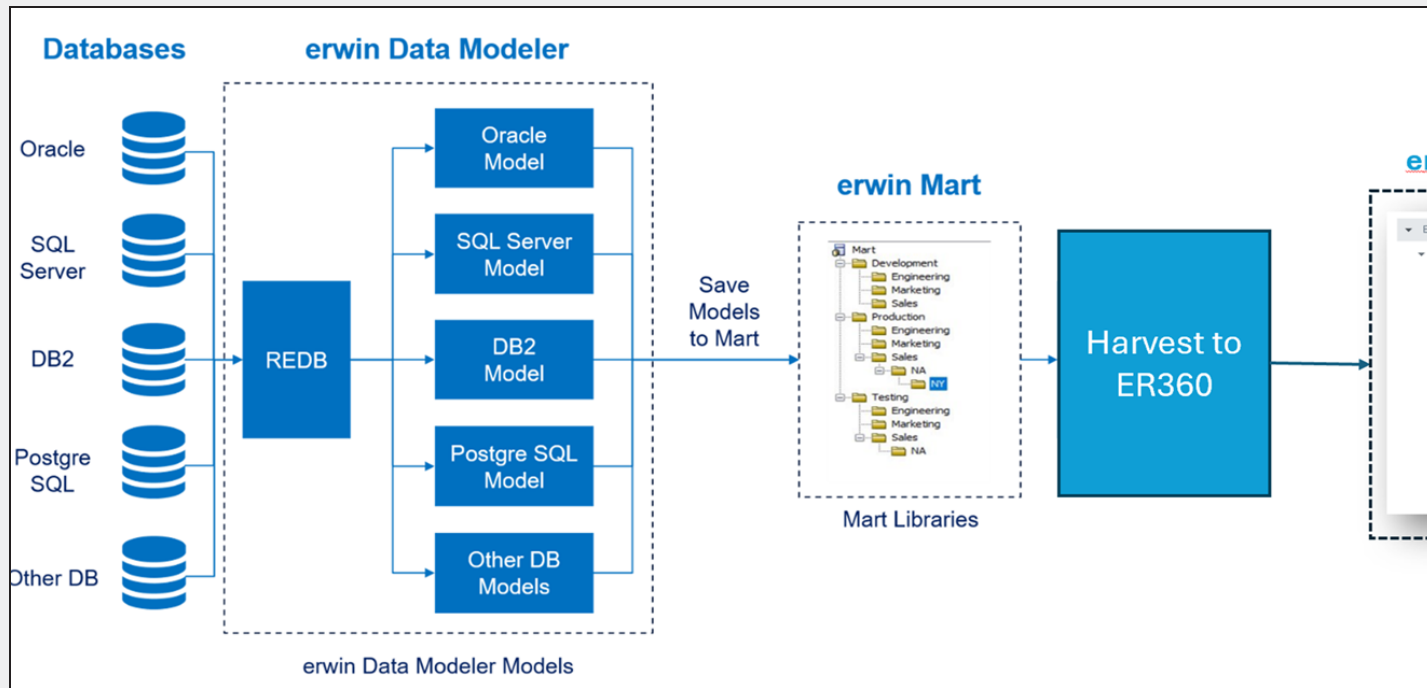 Databases
erwin Data Modeler
Oracle
SQL
Server
DB2
Postgre
SQL
Other DB
REDB
Oracle
Model
SQL Server
Model
DB2
Model
Postgre SQL
Model
Other DB
Models
erwin Data Modeler Models
Save
Models
to Mart
erwin Mart
Mart
Development
Engineering
Marketing
Sales
Production
Engineering
Marketing
Sales
NA
NY
Testing
Engineering
Marketing
Sales
NA
Mart Libraries
Harvest to
ER360